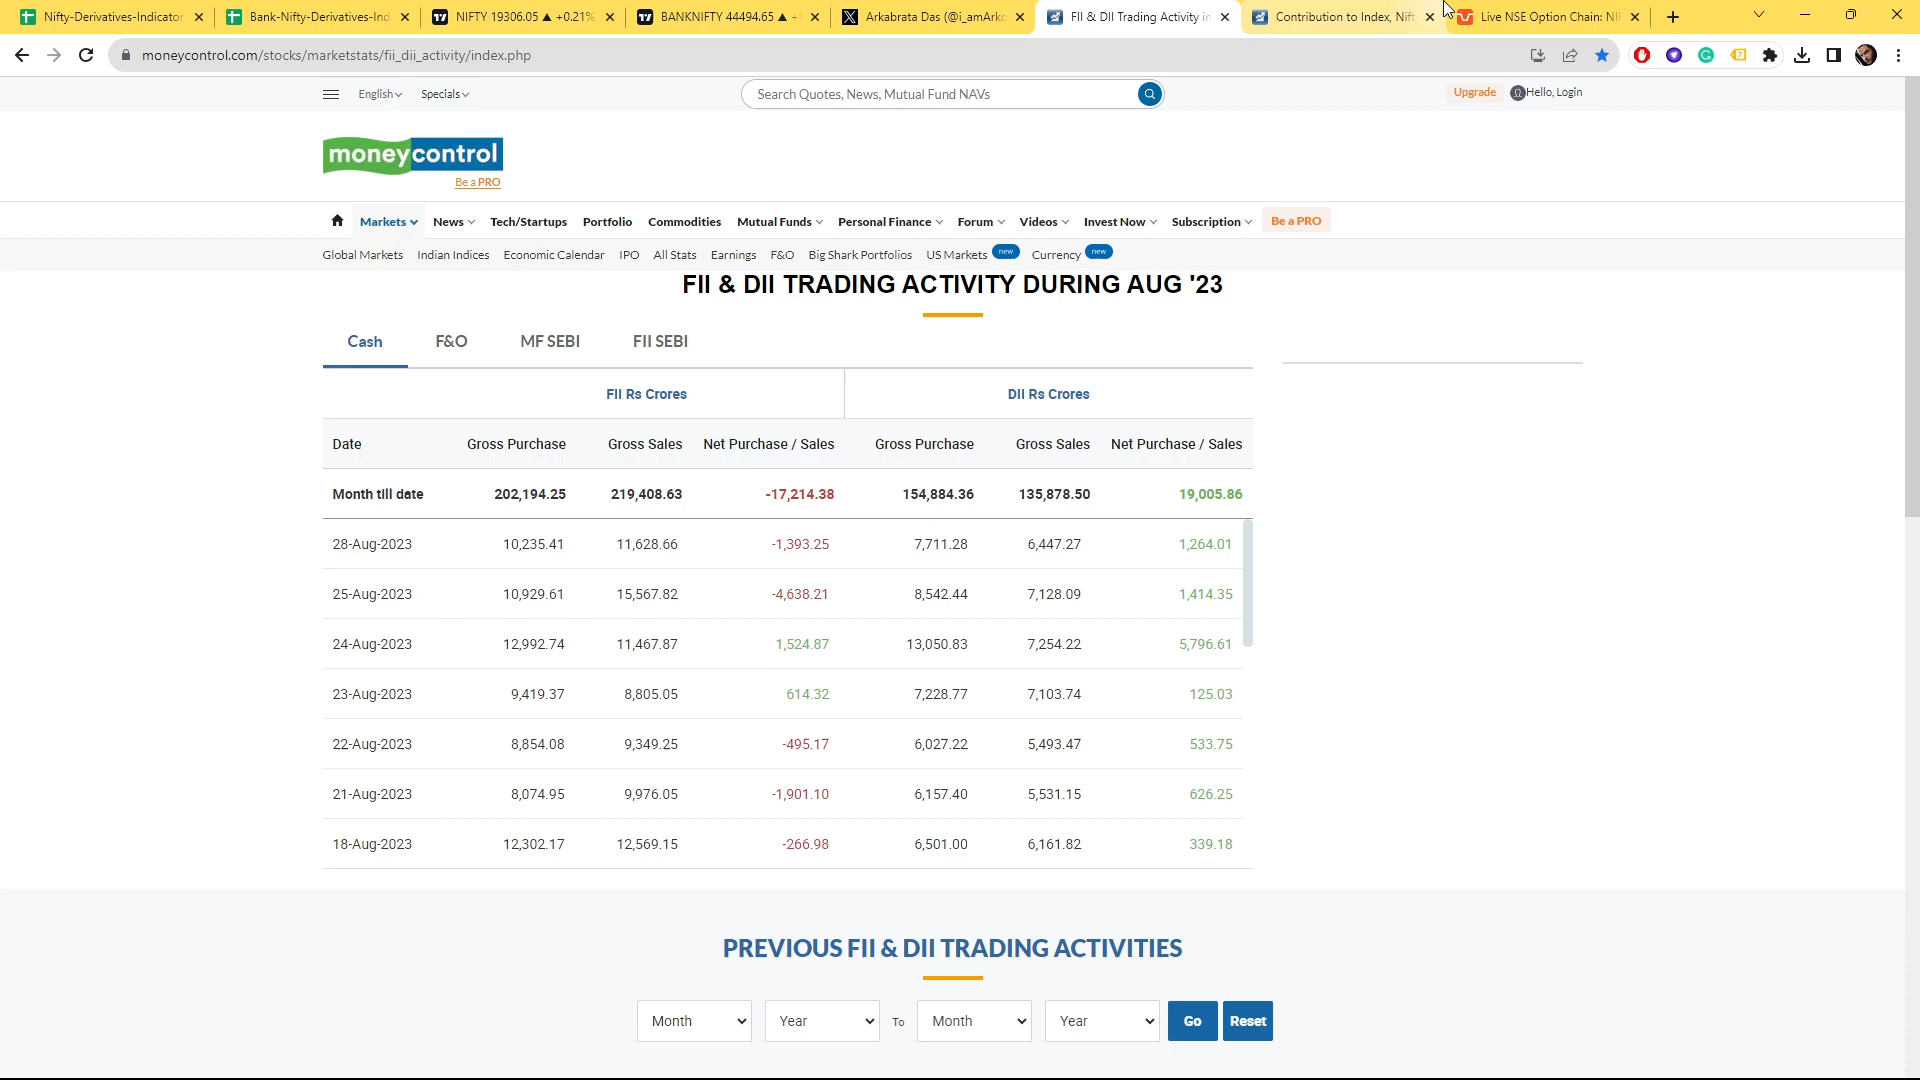 Nifty-Derivatives-Indicator
Bank-Nifty-Derivatives-Ind
NIFTY 19306.05 ▲ +0.21%
BANKNIFTY 44494.65 ▲ +
Arkabrata Das (@i_amArk
FII & DII Trading Activity in
Contribution to Index, Nift
Live NSE Option Chain: NIF
moneycontrol.com/stocks/marketstats/fii_dii_activity/index.php
English
Specials
Search Quotes, News, Mutual Fund NAVs
Upgrade
Hello, Login
moneycontrol
Be a PRO
Markets News Tech/Startups Portfolio Commodities Mutual Funds Personal Finance Forum Videos Invest Now Subscription Be a PRO
Global Markets Indian Indices Economic Calendar IPO All Stats Earnings F&O Big Shark Portfolios US Markets new Currency new
FII & DII TRADING ACTIVITY DURING AUG '23
Cash F&O MF SEBI FII SEBI
FII Rs Crores DII Rs Crores
Date Gross Purchase Gross Sales Net Purchase / Sales Gross Purchase Gross Sales Net Purchase / Sales
Month till date 202,194.25 219,408.63 -17,214.38 154,884.36 135,878.50 19,005.86
28-Aug-2023 10,235.41 11,628.66 -1,393.25 7,711.28 6,447.27 1,264.01
25-Aug-2023 10,929.61 15,567.82 -4,638.21 8,542.44 7,128.09 1,414.35
24-Aug-2023 12,992.74 11,467.87 1,524.87 13,050.83 7,254.22 5,796.61
23-Aug-2023 9,419.37 8,805.05 614.32 7,228.77 7,103.74 125.03
22-Aug-2023 8,854.08 9,349.25 -495.17 6,027.22 5,493.47 533.75
21-Aug-2023 8,074.95 9,976.05 -1,901.10 6,157.40 5,531.15 626.25
18-Aug-2023 12,302.17 12,569.15 -266.98 6,501.00 6,161.82 339.18
PREVIOUS FII & DII TRADING ACTIVITIES
Month Year To Month Year Go Reset